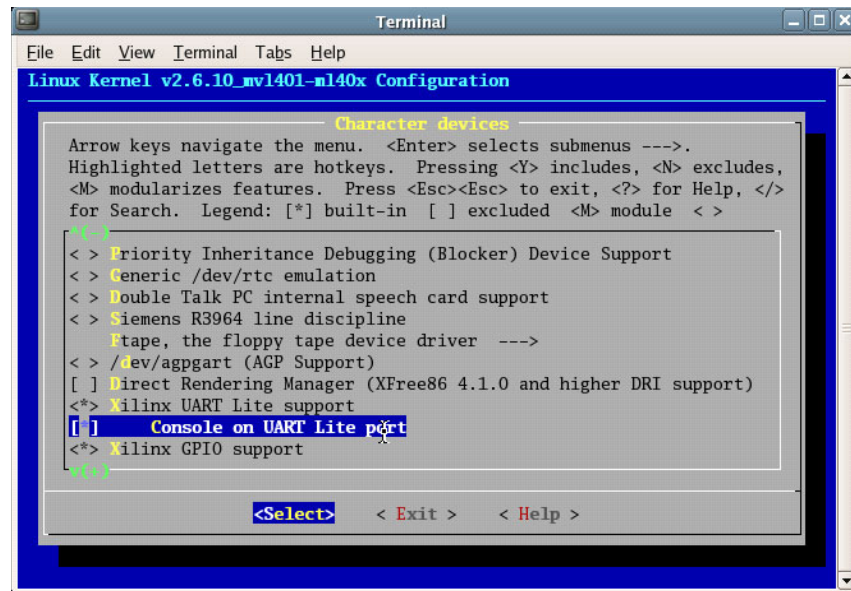 Terminal
File Edit View Terminal Tabs Help
Linux Kernel v2.6.10_mvl401-ml40x Configuration
Character devices
Arrow keys navigate the menu. <Enter> selects submenus --->.
Highlighted letters are hotkeys. Pressing <Y> includes, <N> excludes,
<M> modularizes features. Press <Esc><Esc> to exit, <?> for Help, </>
for Search. Legend: [*] built-in [ ] excluded <M> module < >
^(-)
< > Priority Inheritance Debugging (Blocker) Device Support
< > Generic /dev/rtc emulation
< > Double Talk PC internal speech card support
< > Siemens R3964 line discipline
Ftape, the floppy tape device driver --->
< > /dev/agpgart (AGP Support)
[ ] Direct Rendering Manager (XFree86 4.1.0 and higher DRI support)
<*> Xilinx UART Lite support
[*] Console on UART Lite port
<*> Xilinx GPIO support
v(+)
<Select> < Exit > < Help >